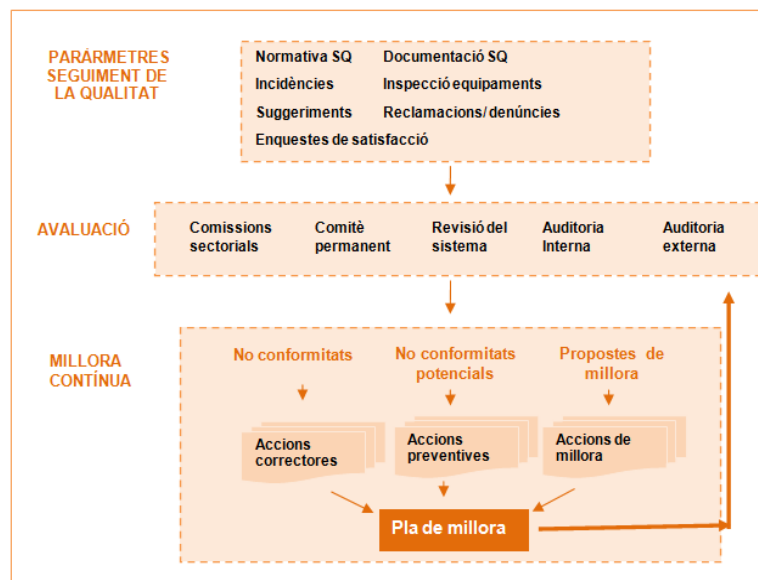 PARÁRMETRES
SEGUIMENT DE
LA QUALITAT
Normativa SQ Documentació SQ
Incidències Inspecció equipaments
Suggeriments Reclamacions/ denúncies
Enquestes de satisfacció
AVALUACIÓ
Comissions
sectorials
Comitè
permanent
Revisió del
sistema
Auditoria
Interna
Auditoria
externa
MILLORA
CONTÍNUA
No conformitats
No conformitats
potencials
Propostes de
millora
Accions
correctores
Accions
preventives
Accions de
millora
Pla de millora